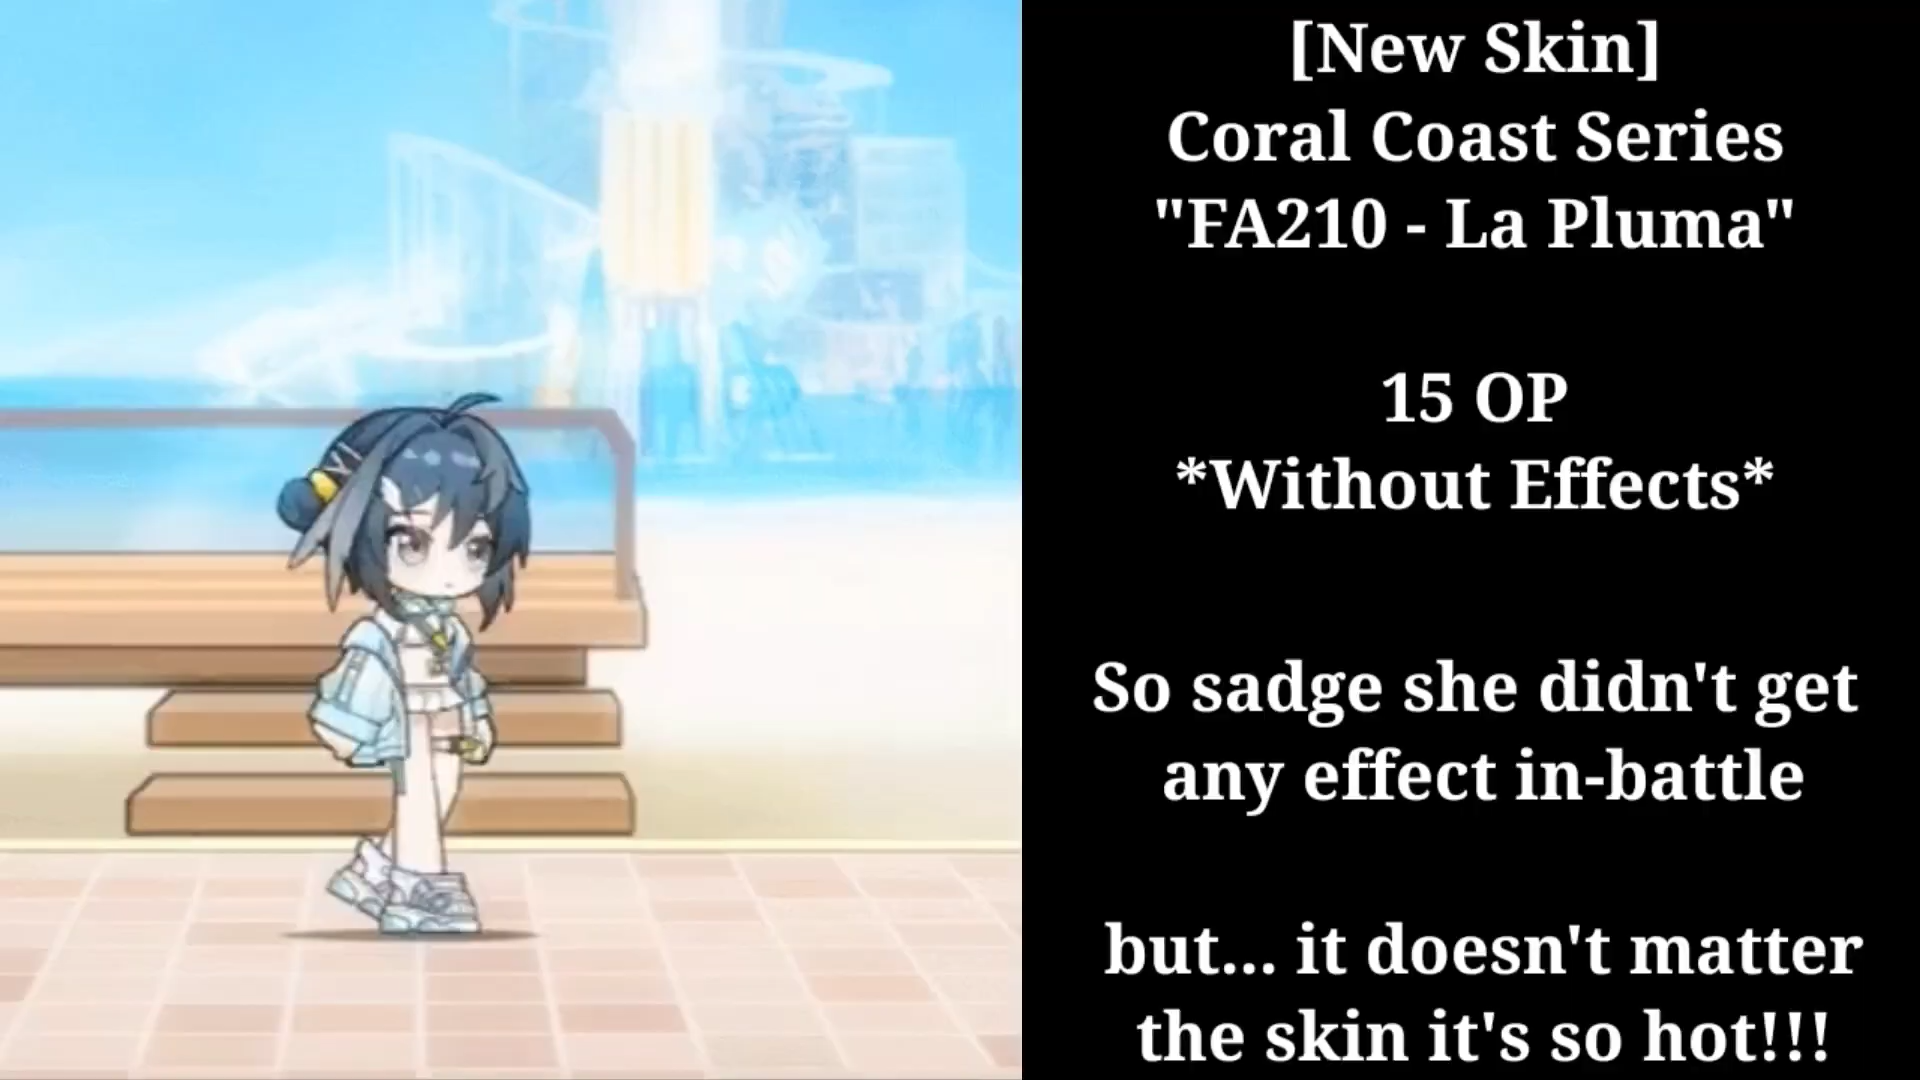 [New Skin]
Coral Coast Series
"FA210 - La Pluma"
15 OP
*Without Effects*
So sadge she didn't get
any effect in-battle
but... it doesn't matter
the skin it's so hot!!!